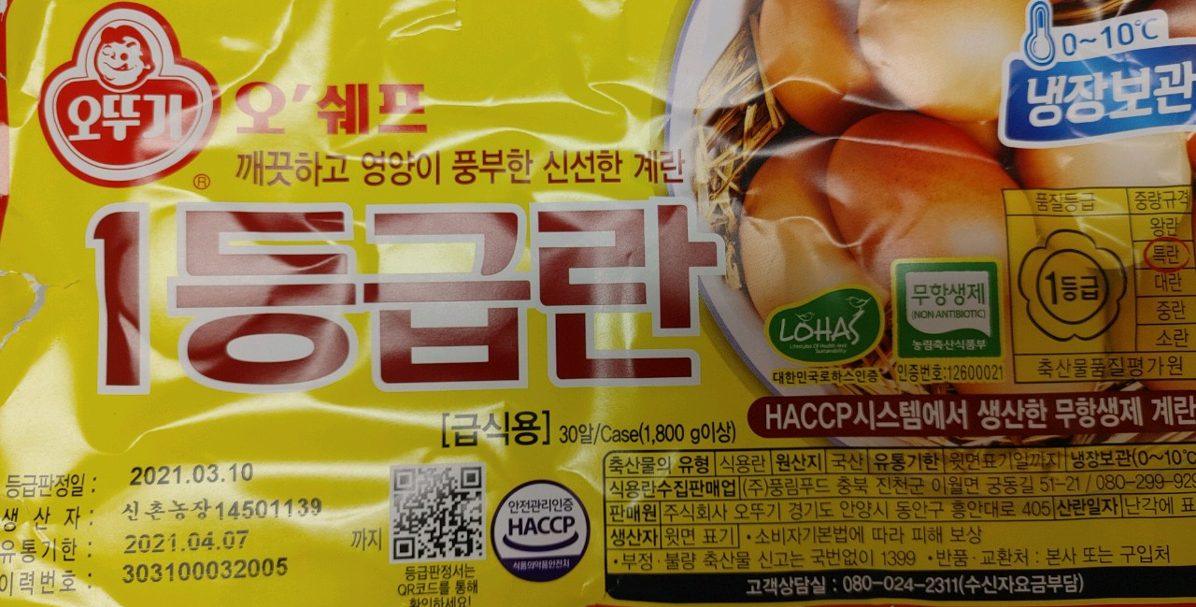 오뚜기
®
오'쉐프
깨끗하고 영양이 풍부한 신선한 계란
1등급란
0~10℃
냉장보관
품질등급 중량규격
1등급
왕란
특란
대란
중란
소란
축산물품질평가원
LOHAS
Lifestyles Of Health And
Sustainability
대한민국로하스인증
무항생제
(NON ANTIBIOTIC)
농림축산식품부
인증번호:12600021
HACCP시스템에서 생산한 무항생제 계란
[급식용] 30알/Case(1,800 g이상)
등급판정일 : 2021.03.10
생 산 자 : 신촌농장14501139
유통기한 : 2021.04.07 까지
이력번호 : 303100032005
등급판정서는
QR코드를 통해
확인하세요!
안전관리인증
HACCP
식품의약품안전처
축산물의 유형 식용란 원산지 국산 유통기한 윗면표기일까지 냉장보관(0~10℃
식용란수집판매업 (주)풍림푸드 충북 진천군 이월면 궁동길 51-21 / 080-299-929
판매원 주식회사 오뚜기 경기도 안양시 동안구 흥안대로 405 산란일자 난각에 표
생산자 윗면 표기 •소비자기본법에 따라 피해 보상
•부정·불량 축산물 신고는 국번없이 1399 •반품·교환처 : 본사 또는 구입처
고객상담실 : 080-024-2311(수신자요금부담)